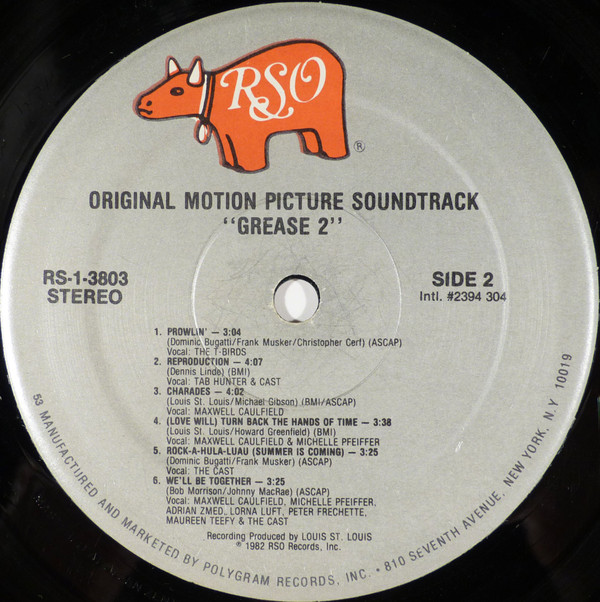 RSO
®
ORIGINAL MOTION PICTURE SOUNDTRACK
"GREASE 2"
RS-1-3803
STEREO
SIDE 2
Intl. #2394 304
1. PROWLIN' — 3:04
(Dominic Bugatti/Frank Musker/Christopher Cerf) (ASCAP)
Vocal: THE T-BIRDS
2. REPRODUCTION — 4:07
(Dennis Linde) (BMI)
Vocal: TAB HUNTER & CAST
3. CHARADES — 4:02
(Louis St. Louis/Michael Gibson) (BMI/ASCAP)
Vocal: MAXWELL CAULFIELD
4. (LOVE WILL) TURN BACK THE HANDS OF TIME — 3:38
(Louis St. Louis/Howard Greenfield) (BMI)
Vocal: MAXWELL CAULFIELD & MICHELLE PFEIFFER
5. ROCK-A-HULA-LUAU (SUMMER IS COMING) — 3:25
(Dominic Bugatti/Frank Musker) (ASCAP)
Vocal: THE CAST
6. WE'LL BE TOGETHER — 3:25
(Bob Morrison/Johnny MacRae) (ASCAP)
Vocal: MAXWELL CAULFIELD, MICHELLE PFEIFFER,
ADRIAN ZMED, LORNA LUFT, PETER FRECHETTE,
MAUREEN TEEFY & THE CAST
Recording Produced by LOUIS ST. LOUIS
℗ 1982 RSO Records, Inc.
53 MANUFACTURED AND MARKETED BY POLYGRAM RECORDS, INC. • 810 SEVENTH AVENUE, NEW YORK, N.Y. 10019